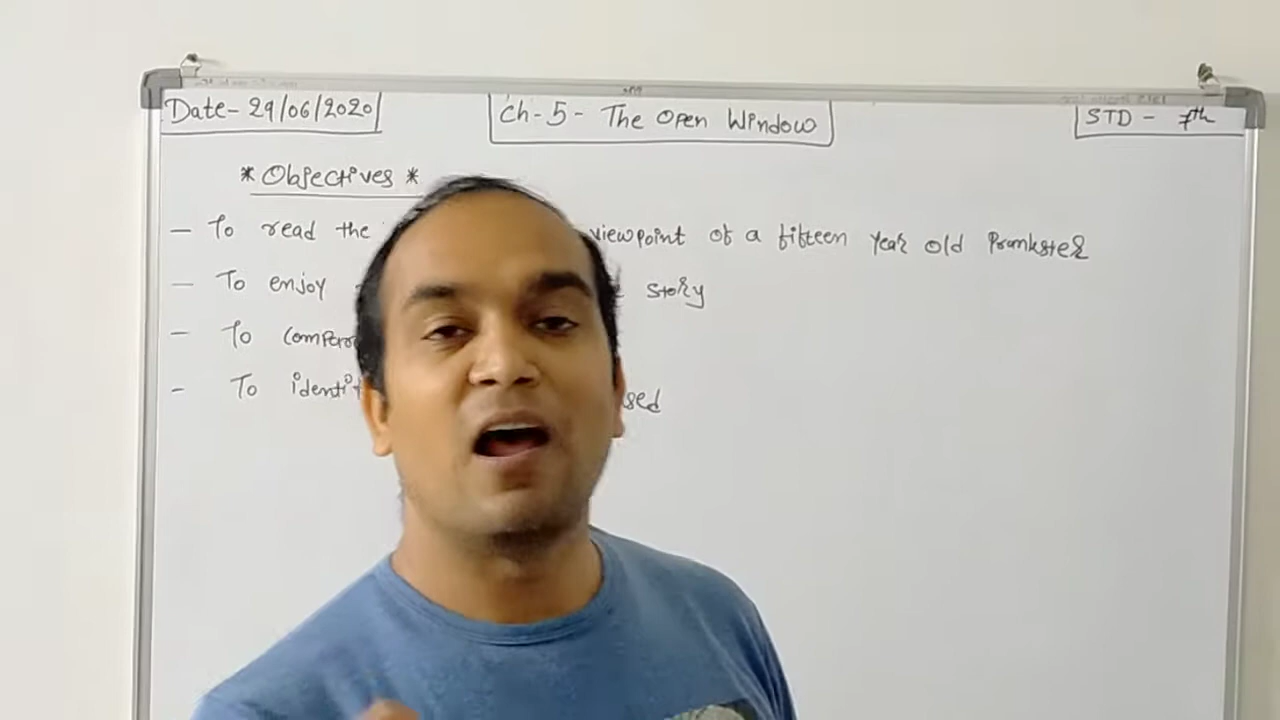 Date- 29/06/2020
Ch-5- The Open Window
STD - 7th
* Objectives *
- To read the viewpoint of a fifteen year old Prankster
- To enjoy story
- To
- To